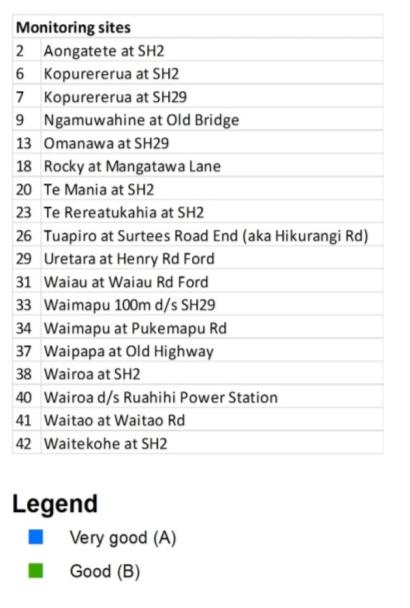 Monitoring sites
2 Aongatete at SH2
6 Kopurererua at SH2
7 Kopurererua at SH29
9 Ngamuwahine at Old Bridge
13 Omanawa at SH29
18 Rocky at Mangatawa Lane
20 Te Mania at SH2
23 Te Rereatukahia at SH2
26 Tuapiro at Surtees Road End (aka Hikurangi Rd)
29 Uretara at Henry Rd Ford
31 Waiau at Waiau Rd Ford
33 Waimapu 100m d/s SH29
34 Waimapu at Pukemapu Rd
37 Waipapa at Old Highway
38 Wairoa at SH2
40 Wairoa d/s Ruahihi Power Station
41 Waitao at Waitao Rd
42 Waitekohe at SH2
Legend
Very good (A)
Good (B)